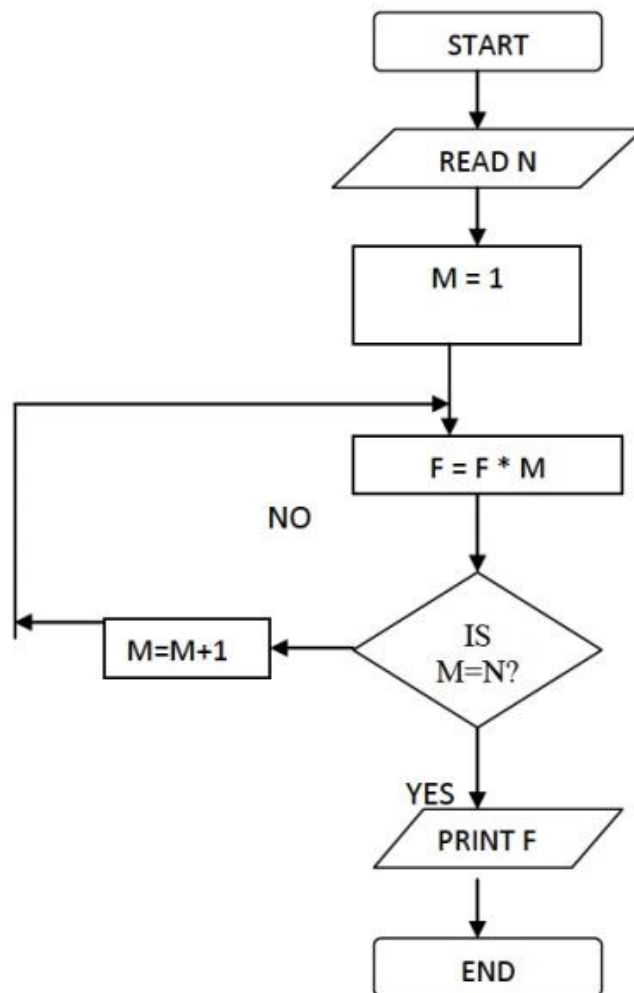 START
READ N
M = 1
F = F * M
NO
IS
M=N?
M=M+1
YES
PRINT F
END